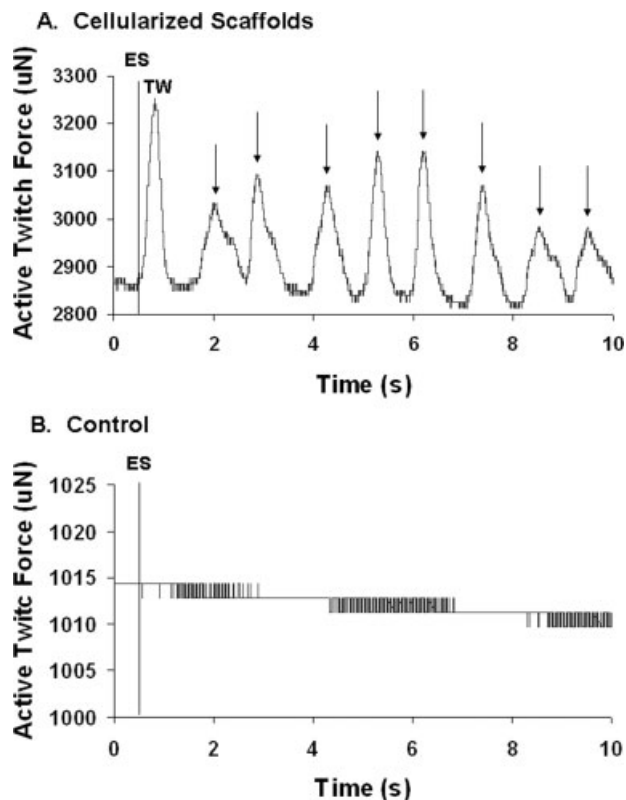 A. Cellularized Scaffolds
ES
TW
Active Twitch Force (uN)
3300
3200
3100
3000
2900
2800
0 2 4 6 8 10
Time (s)
B. Control
ES
Active Twitc Force (uN)
1025
1020
1015
1010
1005
1000
0 2 4 6 8 10
Time (s)